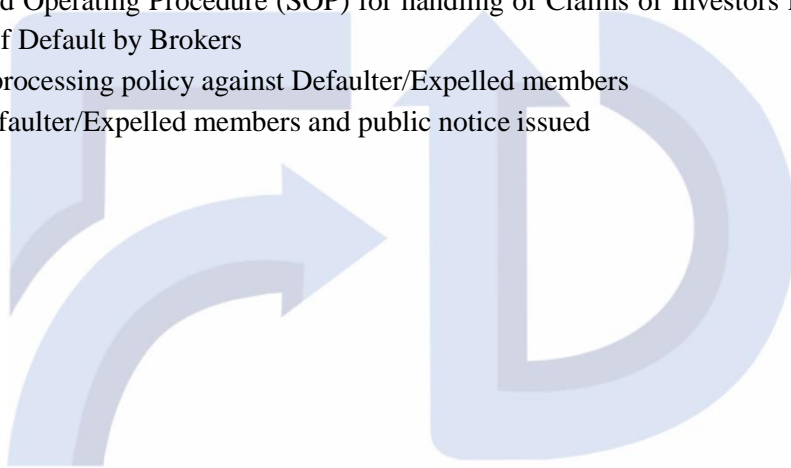 d Operating Procedure (SOP) for handling of Claims of Investors
f Default by Brokers
processing policy against Defaulter/Expelled members
faulter/Expelled members and public notice issued